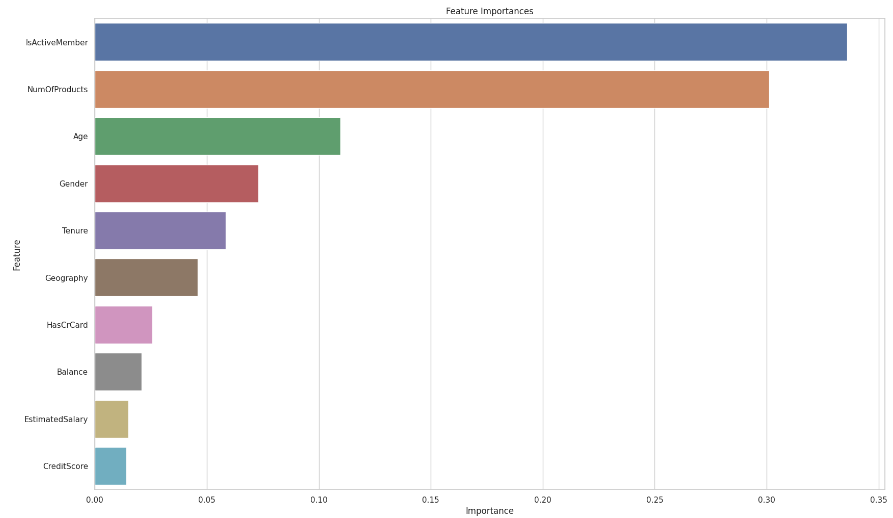 Feature Importances
Feature
IsActiveMember
NumOfProducts
Age
Gender
Tenure
Geography
HasCrCard
Balance
EstimatedSalary
CreditScore
0.00 0.05 0.10 0.15 0.20 0.25 0.30 0.35
Importance